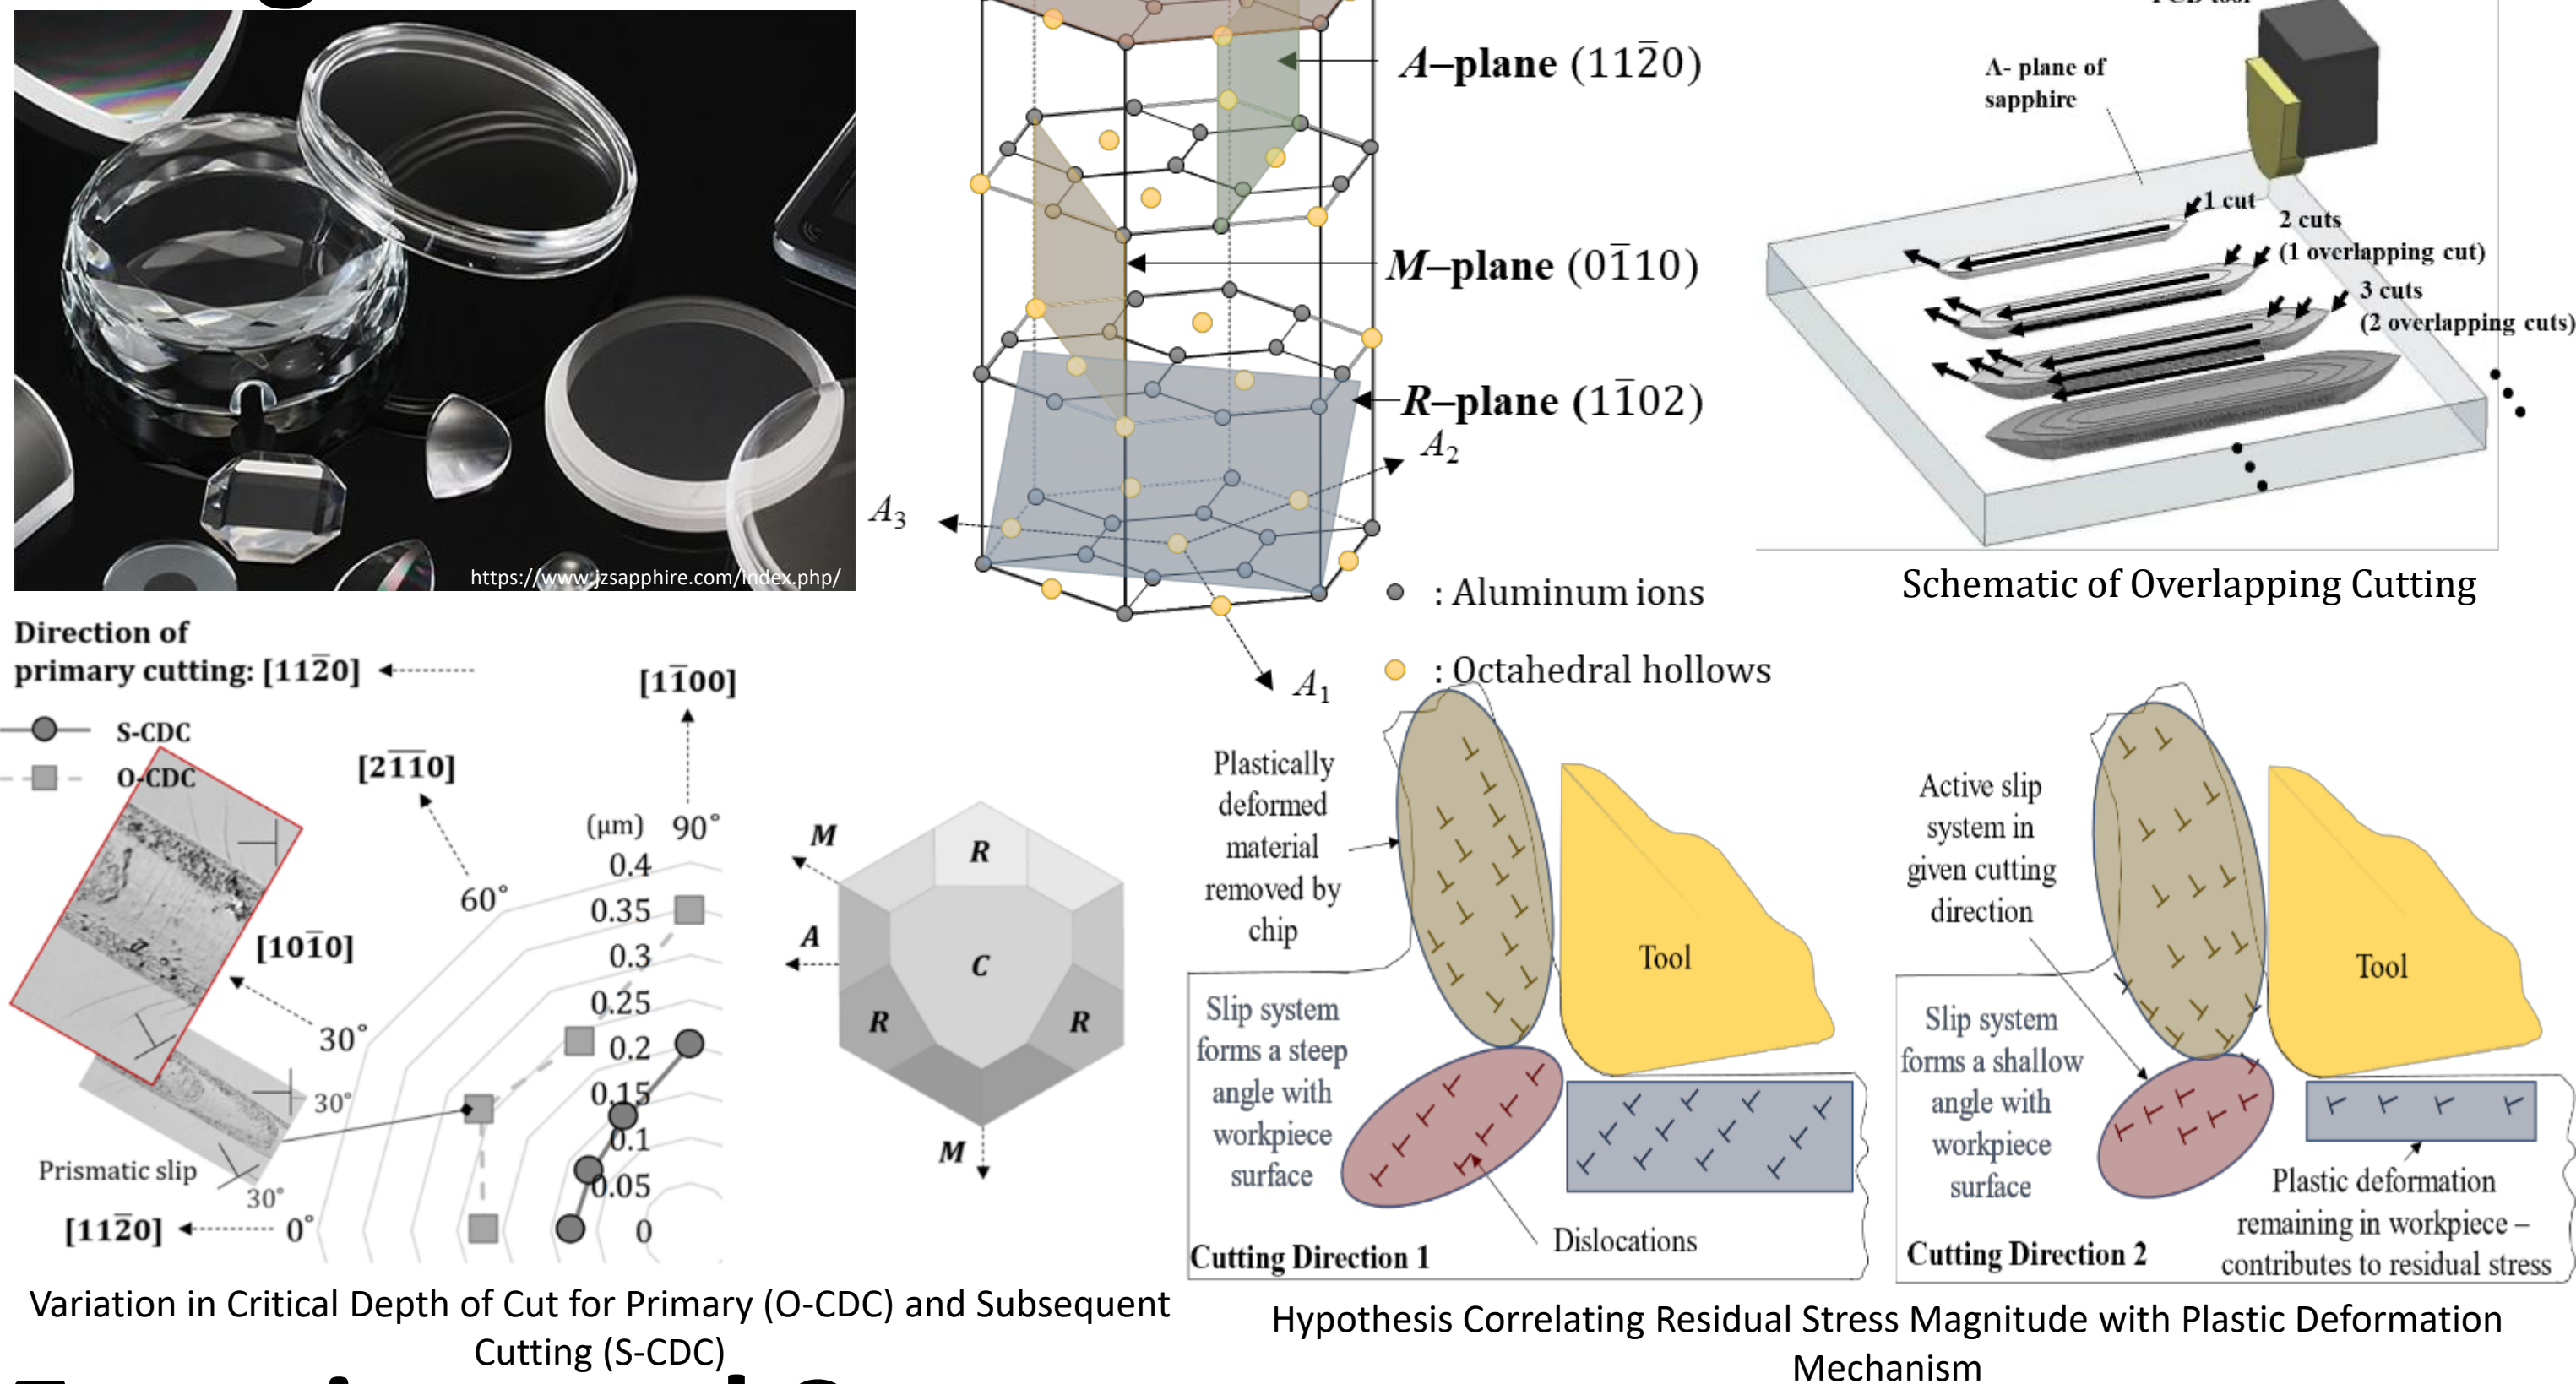 https://www.jzsapphire.com/index.php/
A–plane (112̅0)
M–plane (01̅10)
R–plane (11̅02)
A₂
A₃
A₁
: Aluminum ions
: Octahedral hollows
A- plane of
sapphire
1 cut
2 cuts
(1 overlapping cut)
3 cuts
(2 overlapping cuts)
Schematic of Overlapping Cutting
Direction of
primary cutting: [112̅0]
S-CDC
O-CDC
[11̅00]
[21̅1̅0]
[101̅0]
[112̅0]
(μm)
90°
60°
30°
30°
30°
0°
0.4
0.35
0.3
0.25
0.2
0.15
0.1
0.05
0
Prismatic slip
M
A
M
R
C
R
R
Variation in Critical Depth of Cut for Primary (O-CDC) and Subsequent
Cutting (S-CDC)
Plastically
deformed
material
removed by
chip
Tool
Slip system
forms a steep
angle with
workpiece
surface
Dislocations
Cutting Direction 1
Active slip
system in
given cutting
direction
Tool
Slip system
forms a shallow
angle with
workpiece
surface
Plastic deformation
remaining in workpiece –
contributes to residual stress
Cutting Direction 2
Hypothesis Correlating Residual Stress Magnitude with Plastic Deformation
Mechanism